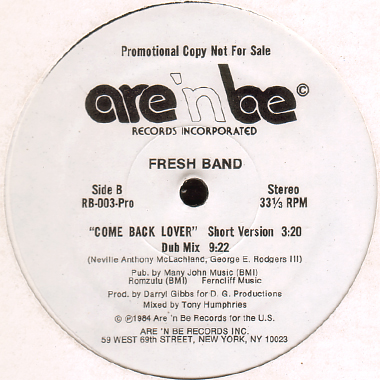 Promotional Copy Not For Sale
are 'n be ©
RECORDS INCORPORATED
FRESH BAND
Side B
RB-003-Pro
Stereo
33⅓ RPM
"COME BACK LOVER" Short Version 3:20
Dub Mix 9:22
(Neville Anthony McLachland, George E. Rodgers III)
Pub. by Many John Music (BMI)
Romzulu (BMI) Ferncliff Music
Prod. by Darryl Gibbs for D. G. Productions
Mixed by Tony Humphries
© ℗1984 Are 'n Be Records for the U.S.
ARE 'N BE RECORDS INC.
59 WEST 69th STREET, NEW YORK, NY 10023